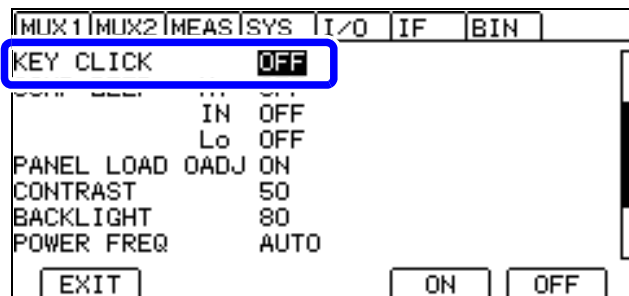 MUX1 MUX2 MEAS SYS I/O IF BIN
KEY CLICK OFF
IN OFF
Lo OFF
PANEL LOAD OADJ ON
CONTRAST 50
BACKLIGHT 80
POWER FREQ AUTO
EXIT ON OFF